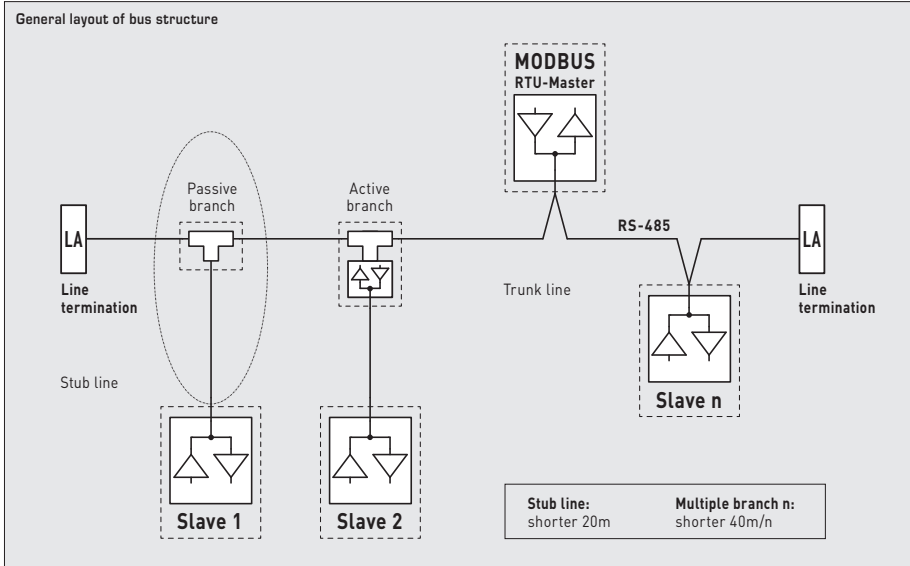 General layout of bus structure
MODBUS
RTU-Master
Passive
branch
Active
branch
LA
RS-485
LA
Line
termination
Trunk line
Line
termination
Stub line
Slave n
Slave 1
Slave 2
Stub line:
shorter 20m
Multiple branch n:
shorter 40m/n